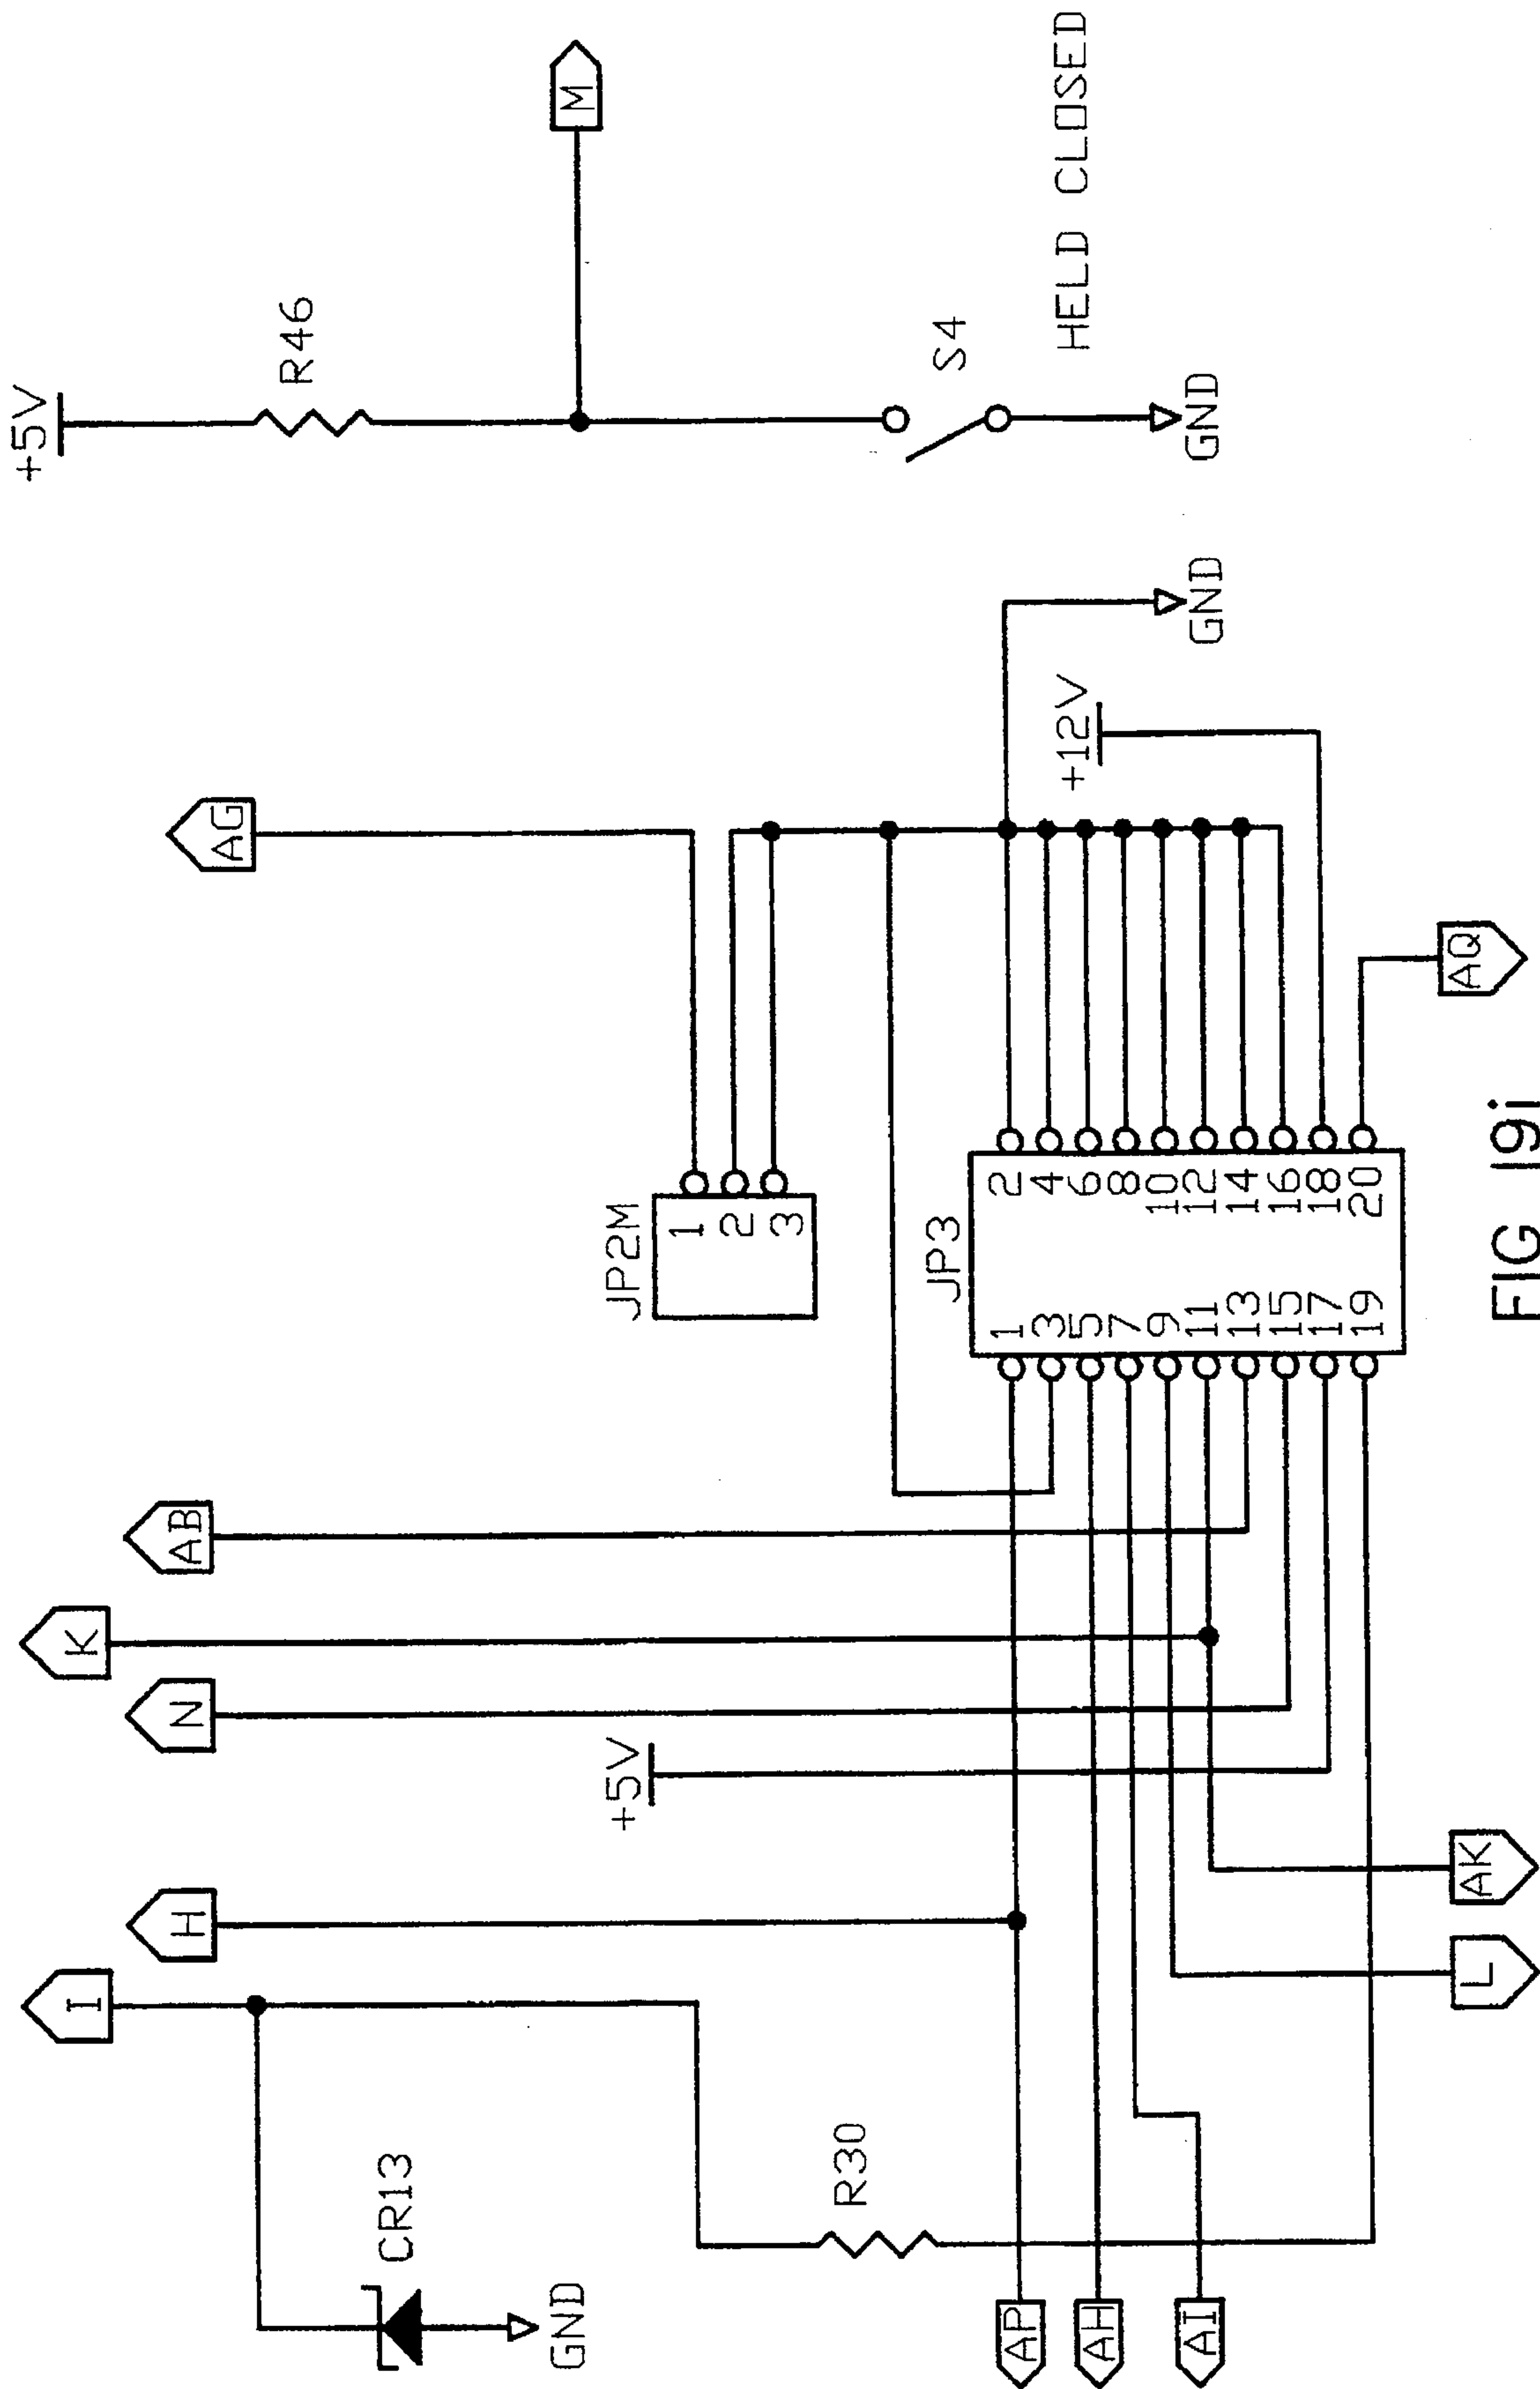 I
H
K
N
AB
AG
+5V
R46
M
S4
HELD CLOSED
GND
CR13
GND
R30
+5V
JP2M
1
2
3
GND
+12V
JP3
1 2
3 4
5 6
7 8
9 10
11 12
13 14
15 16
17 18
19 20
AP
AH
AI
L
AK
AQ
FIG 19i